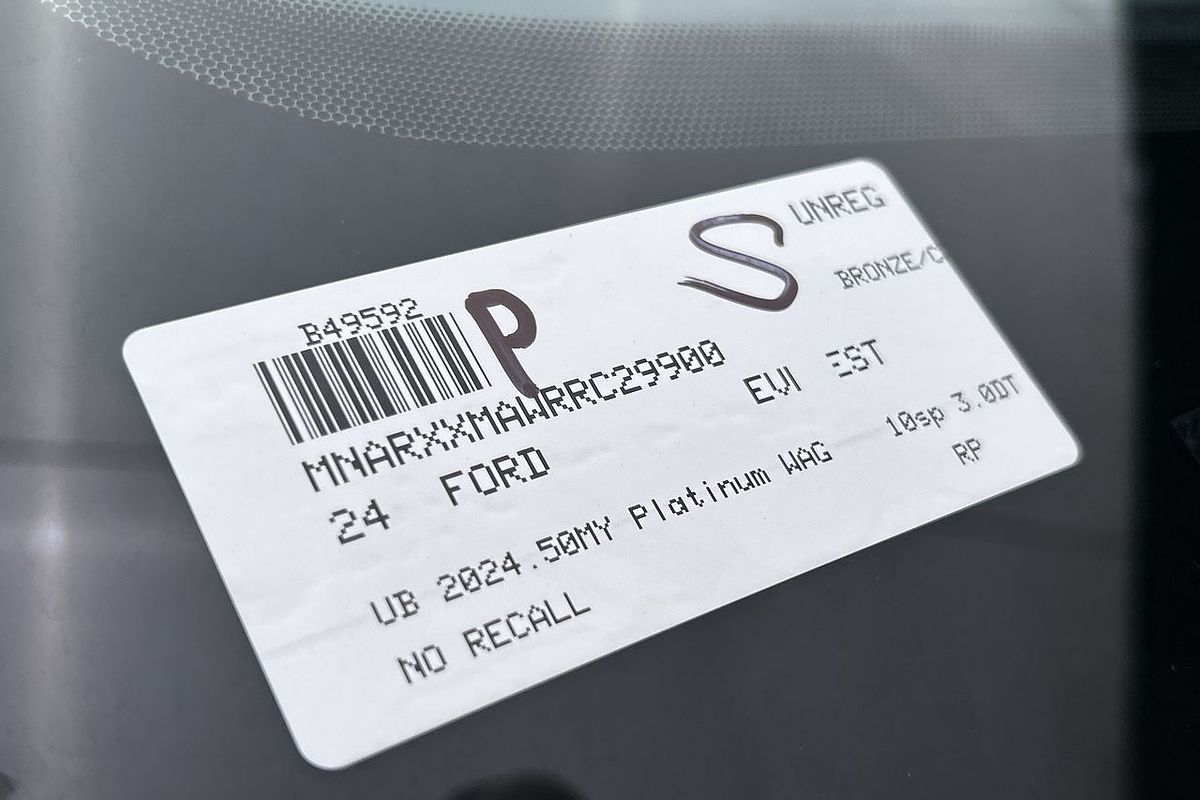 UNREG
B49592 P S BRONZE/C
MNARXXMAWRRC29900 EVI EST
24 FORD 10sp 3.0DT
UB 2024.50MY Platinum WAG RP
NO RECALL